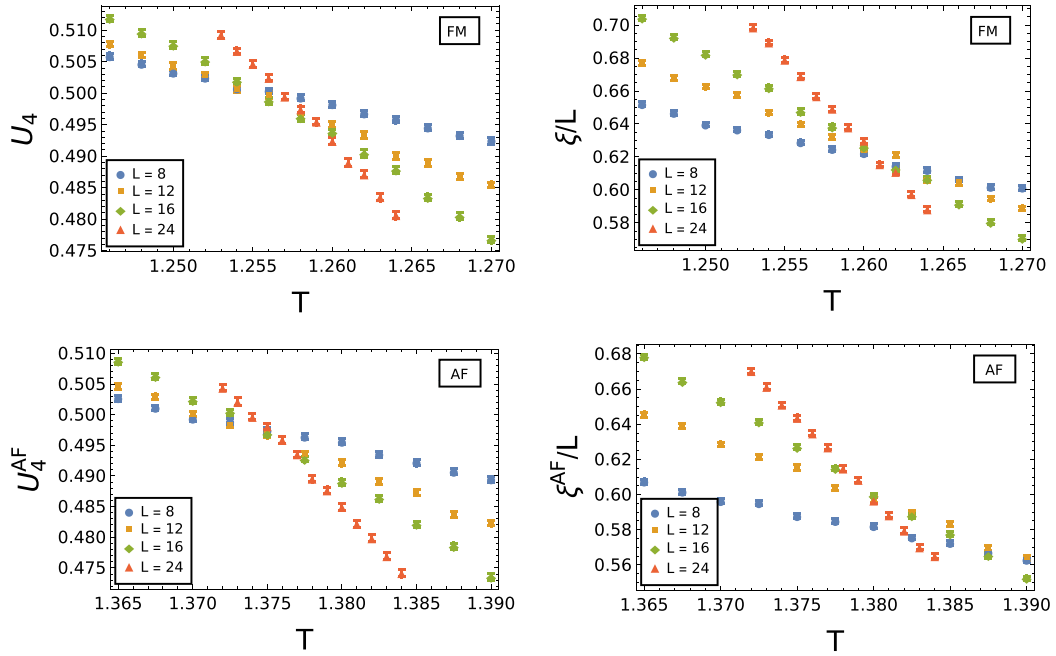 0.510
0.505
0.500
0.495
0.490
0.485
0.480
0.475
U4
FM
L = 8
L = 12
L = 16
L = 24
1.250
1.255
1.260
1.265
1.270
T
0.70
0.68
0.66
0.64
0.62
0.60
0.58
ξ/L
FM
L = 8
L = 12
L = 16
L = 24
1.250
1.255
1.260
1.265
1.270
T
0.510
0.505
0.500
0.495
0.490
0.485
0.480
0.475
U4^AF
AF
L = 8
L = 12
L = 16
L = 24
1.365
1.370
1.375
1.380
1.385
1.390
T
0.68
0.66
0.64
0.62
0.60
0.58
0.56
ξ^AF/L
AF
L = 8
L = 12
L = 16
L = 24
1.365
1.370
1.375
1.380
1.385
1.390
T